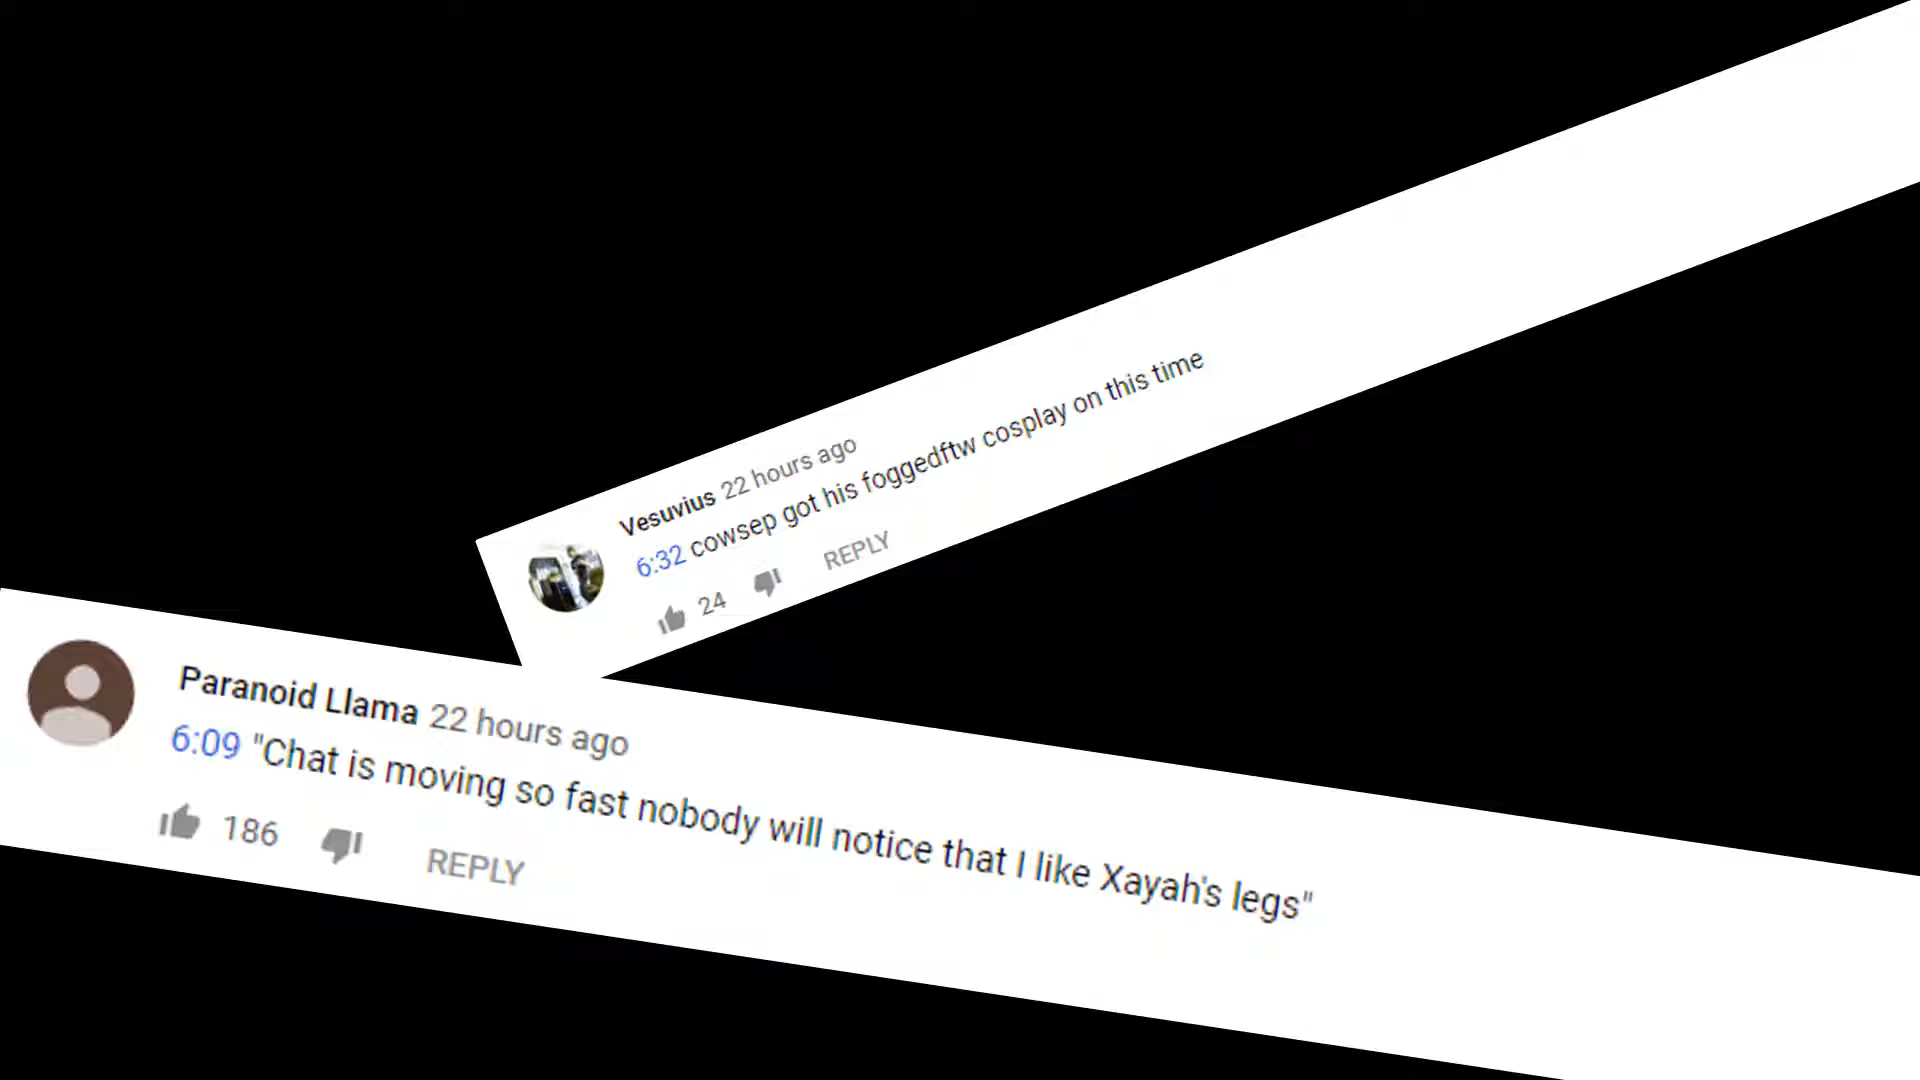 Vesuvius 22 hours ago
6:32 cowsep got his foggedftw cosplay on this time
24 REPLY
Paranoid Llama 22 hours ago
6:09 "Chat is moving so fast nobody will notice that I like Xayah's legs"
186 REPLY